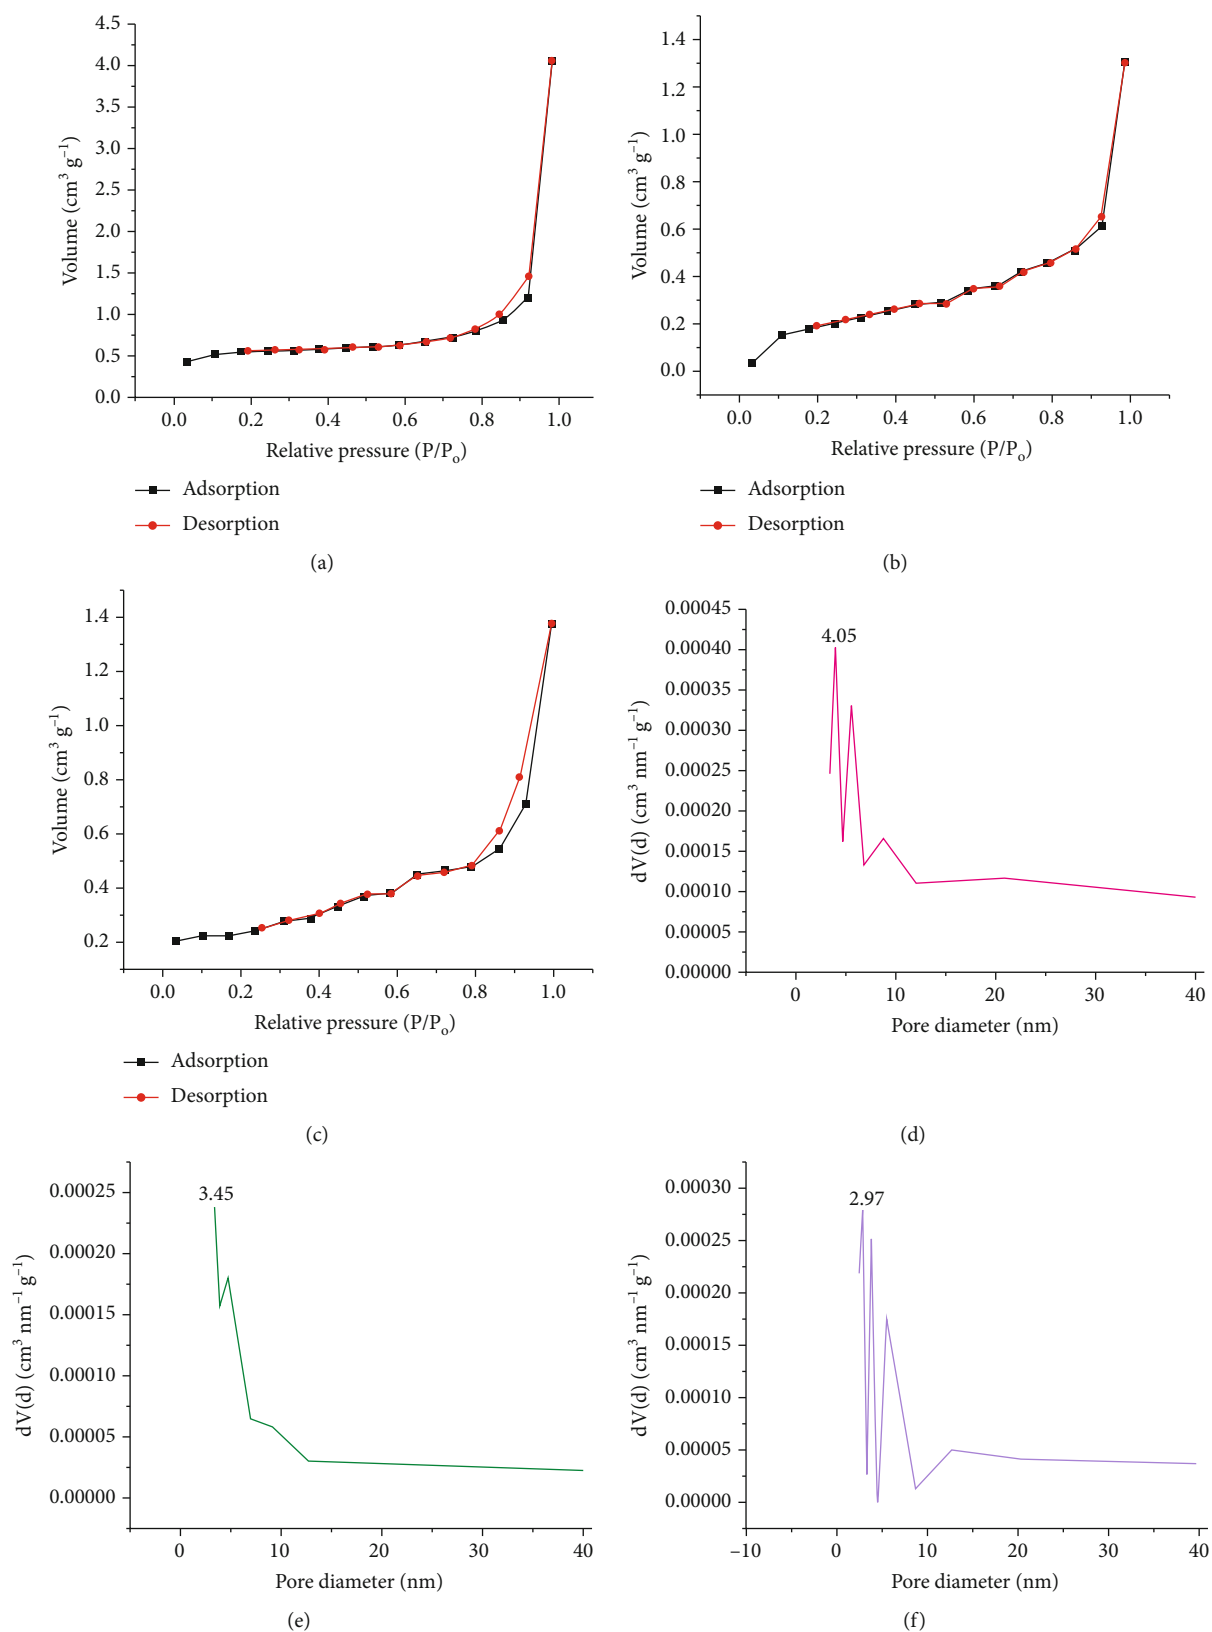 4.5
4.0
4.5
4.0
2.0
1.5
1.0
0.5
0.0
Volume (cm³ g⁻¹)
0.0 0.2 0.4 0.6 0.8 1.0
Relative pressure (P/Pₒ)
Adsorption
Desorption
(a)
1.4
1.2
1.0
0.8
0.6
0.4
0.2
0.0
Volume (cm³ g⁻¹)
0.0 0.2 0.4 0.6 0.8 1.0
Relative pressure (P/Pₒ)
Adsorption
Desorption
(b)
1.4
1.2
1.0
0.8
0.6
0.4
0.2
Volume (cm³ g⁻¹)
0.0 0.2 0.4 0.6 0.8 1.0
Relative pressure (P/Pₒ)
Adsorption
Desorption
(c)
0.00045
0.00040
0.00035
0.00030
0.00025
0.00020
0.00015
0.00010
0.00005
0.00000
dV(d) (cm³ nm⁻¹ g⁻¹)
4.05
0 10 20 30 40
Pore diameter (nm)
(d)
0.00025
0.00020
0.00015
0.00010
0.00005
0.00000
dV(d) (cm³ nm⁻¹ g⁻¹)
3.45
0 10 20 30 40
Pore diameter (nm)
(e)
0.00030
0.00025
0.00020
0.00015
0.00010
0.00005
0.00000
dV(d) (cm³ nm⁻¹ g⁻¹)
2.97
−10 0 10 20 30 40
Pore diameter (nm)
(f)